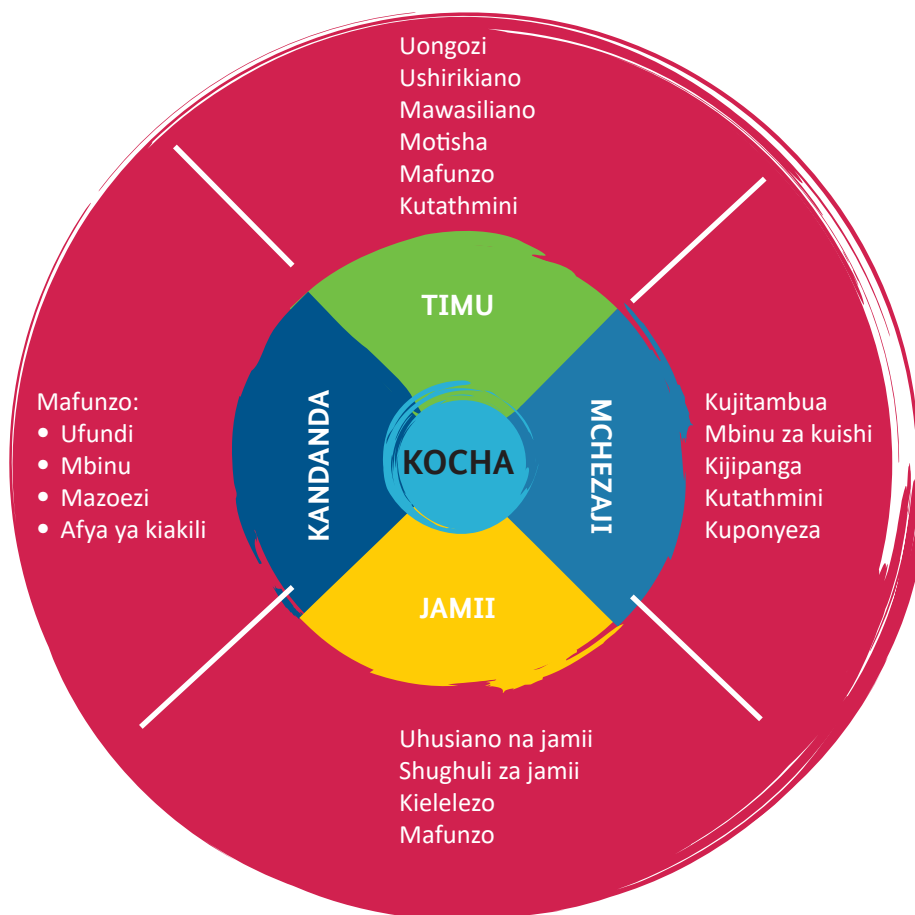 Uongozi
Ushirikiano
Mawasiliano
Motisha
Mafunzo
Kutathmini
TIMU
KANDANDA
KOCHA
MCHEZAJI
JAMII
Mafunzo:
• Ufundi
• Mbinu
• Mazoezi
• Afya ya kiakili
Kujitambua
Mbinu za kuishi
Kijipanga
Kutathmini
Kuponyeza
Uhusiano na jamii
Shughuli za jamii
Kielelezo
Mafunzo